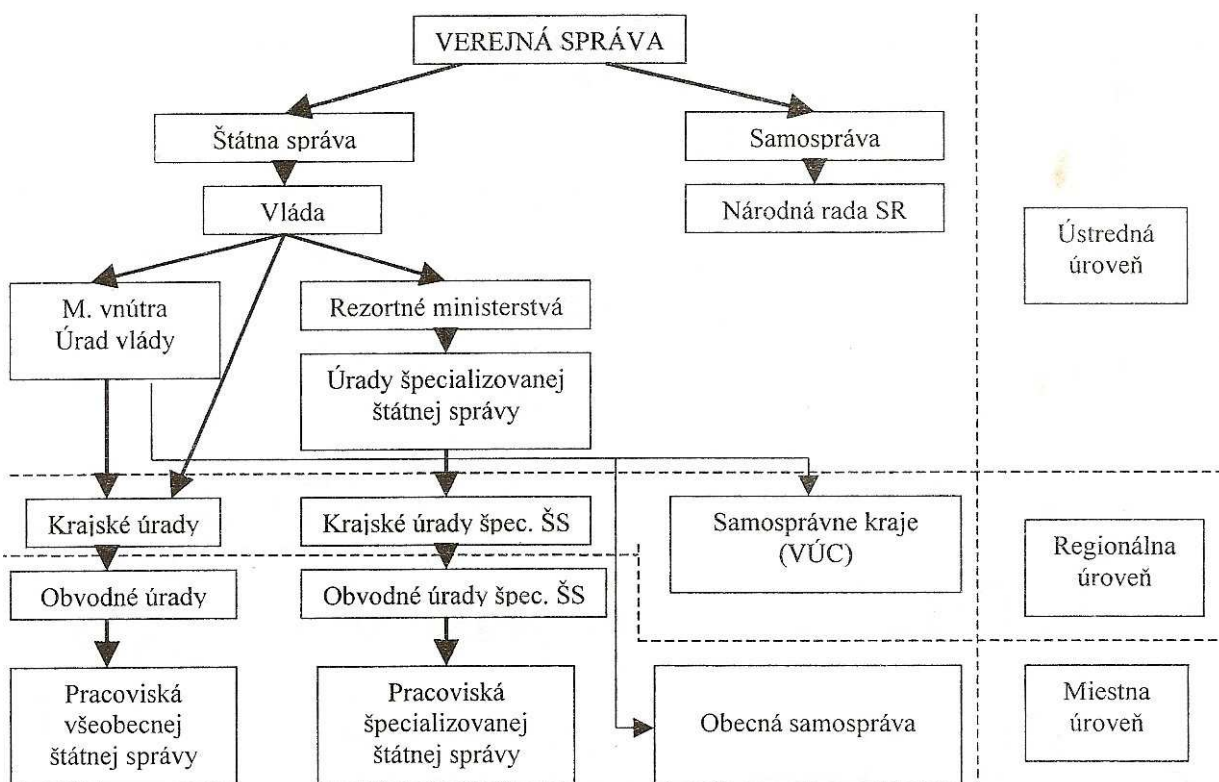 VEREJNÁ SPRÁVA
Štátna správa
Samospráva
Vláda
Národná rada SR
Ústredná
úroveň
M. vnútra
Úrad vlády
Rezortné ministerstvá
Úrady špecializovanej
štátnej správy
Krajské úrady
Krajské úrady špec. ŠS
Samosprávne kraje
(VÚC)
Regionálna
úroveň
Obvodné úrady
Obvodné úrady špec. ŠS
Pracoviská
všeobecnej
štátnej správy
Pracoviská
špecializovanej
štátnej správy
Obecná samospráva
Miestna
úroveň